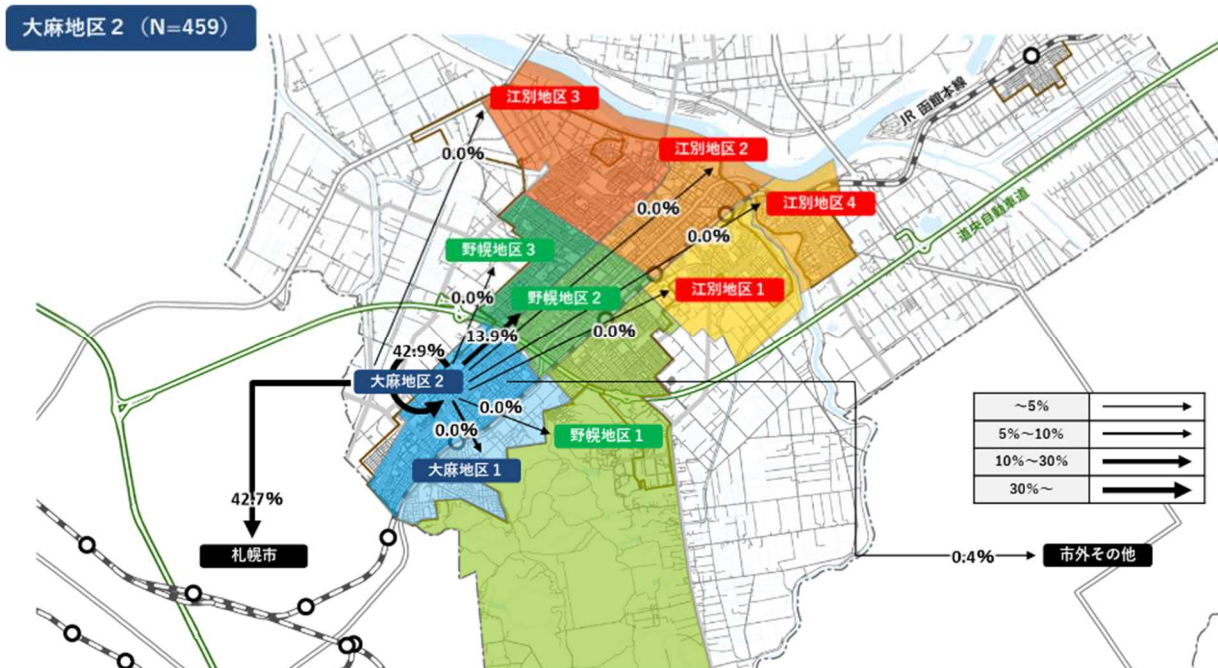 大麻地区２（N=459）
江別地区３
JR 函館本線
0.0%
江別地区２
江別地区４
0.0%
道央自動車道
0.0%
野幌地区３
江別地区１
0.0%
野幌地区２
13.9%
0.0%
42.9%
大麻地区２
0.0%
0.0%
野幌地区１
大麻地区１
～5%
5%～10%
10%～30%
30%～
42.7%
札幌市
0.4%
市外その他